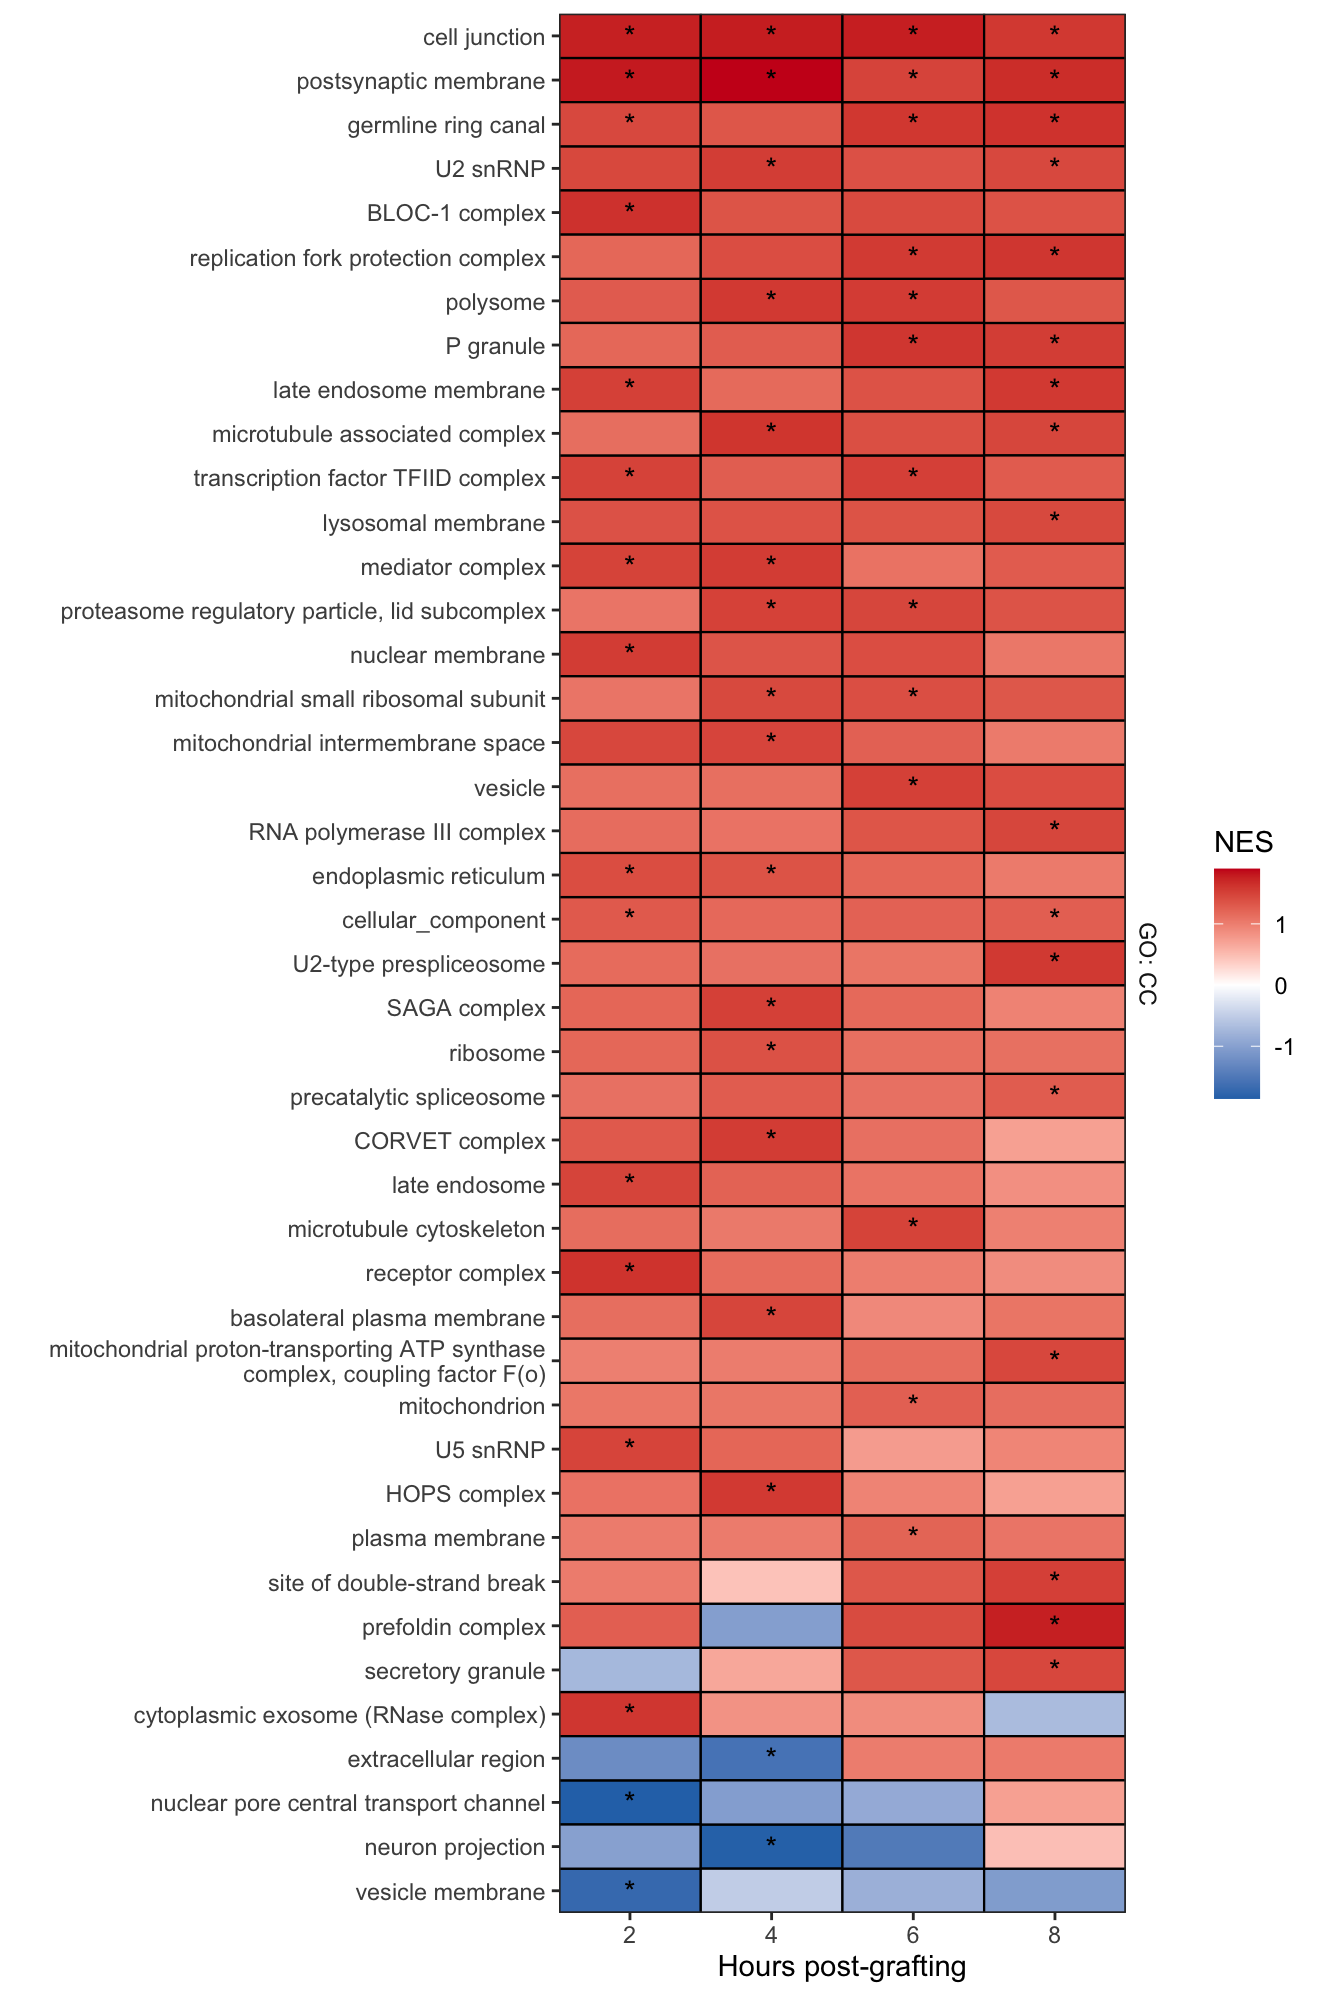 cell junction
postsynaptic membrane
germline ring canal
U2 snRNP
BLOC-1 complex
replication fork protection complex
polysome
P granule
late endosome membrane
microtubule associated complex
transcription factor TFIID complex
lysosomal membrane
mediator complex
proteasome regulatory particle, lid subcomplex
nuclear membrane
mitochondrial small ribosomal subunit
mitochondrial intermembrane space
vesicle
RNA polymerase III complex
endoplasmic reticulum
cellular_component
U2-type prespliceosome
SAGA complex
ribosome
precatalytic spliceosome
CORVET complex
late endosome
microtubule cytoskeleton
receptor complex
basolateral plasma membrane
mitochondrial proton-transporting ATP synthase
complex, coupling factor F(o)
mitochondrion
U5 snRNP
HOPS complex
plasma membrane
site of double-strand break
prefoldin complex
secretory granule
cytoplasmic exosome (RNase complex)
extracellular region
nuclear pore central transport channel
neuron projection
vesicle membrane
2 4 6 8
Hours post-grafting
GO: CC
NES
1
0
-1